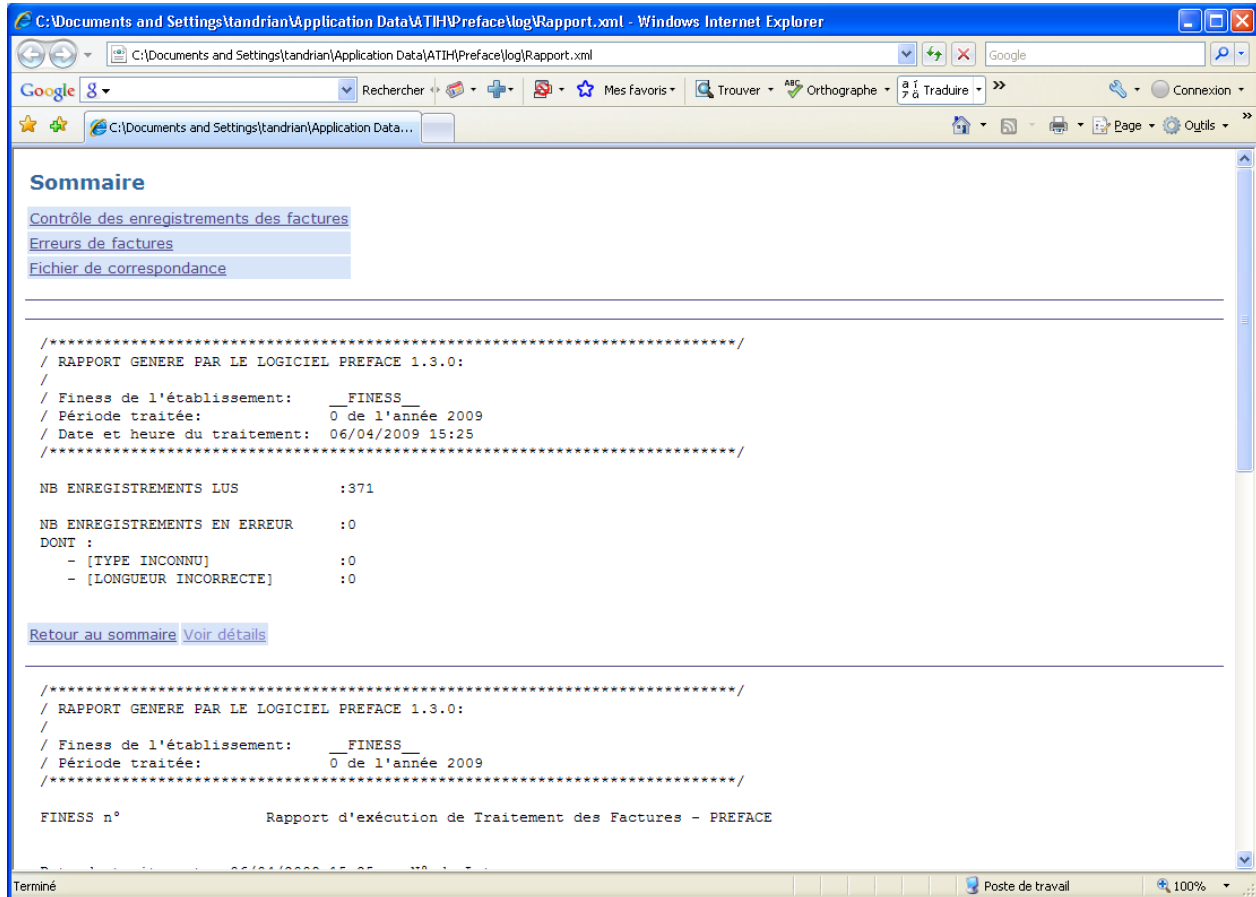 C:\Documents and Settings\tandrian\Application Data\ATIH\Preface\log\Rapport.xml - Windows Internet Explorer
C:\Documents and Settings\tandrian\Application Data\ATIH\Preface\log\Rapport.xml
Google
Google
Rechercher
Mes favoris
Trouver
ABC
Orthographe
Traduire
Connexion
C:\Documents and Settings\tandrian\Application Data...
Page
Outils
Sommaire
Contrôle des enregistrements des factures
Erreurs de factures
Fichier de correspondance
/****************************************************************************/
/ RAPPORT GENERE PAR LE LOGICIEL PREFACE 1.3.0:
/
/ Finess de l'établissement:    __FINESS__
/ Période traitée:              0 de l'année 2009
/ Date et heure du traitement:  06/04/2009 15:25
/****************************************************************************/
NB ENREGISTREMENTS LUS           :371
NB ENREGISTREMENTS EN ERREUR     :0
DONT :
- [TYPE INCONNU]              :0
- [LONGUEUR INCORRECTE]       :0
Retour au sommaire Voir détails
/****************************************************************************/
/ RAPPORT GENERE PAR LE LOGICIEL PREFACE 1.3.0:
/
/ Finess de l'établissement:    __FINESS__
/ Période traitée:              0 de l'année 2009
/****************************************************************************/
FINESS n°                Rapport d'exécution de Traitement des Factures - PREFACE
Terminé
Poste de travail
100%